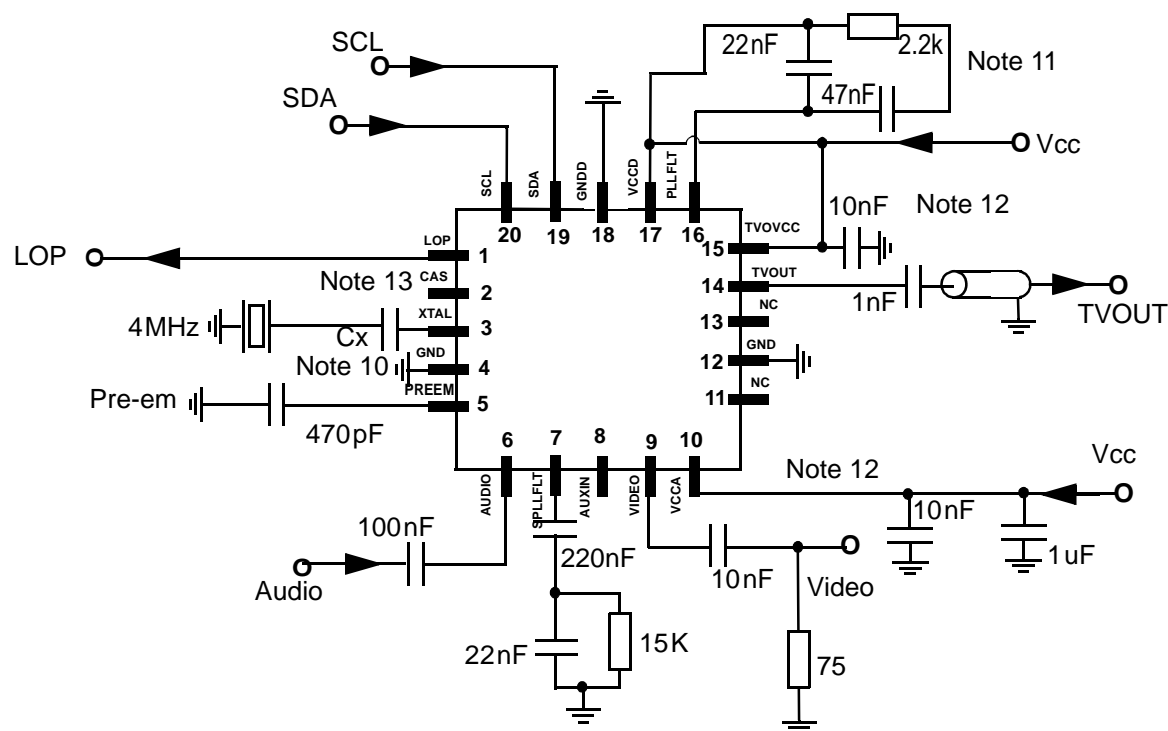 SCL
22nF
2.2k
Note 11
SDA
47nF
Vcc
SCL
SDA
GNDD
VCCD
PLLFLT
10nF
Note 12
20
19
18
17
16
LOP
LOP
1
15
TVOVCC
Note 13
CAS
2
14
TVOUT
1nF
TVOUT
4MHz
Cx
XTAL
3
13
NC
Note 10
GND
4
12
GND
Pre-em
PREEM
5
11
NC
470pF
6
7
8
9
10
AUDIO
SPLLFLT
AUXIN
VIDEO
VCCA
Note 12
Vcc
100nF
10nF
1uF
Audio
220nF
10nF
Video
22nF
15K
75